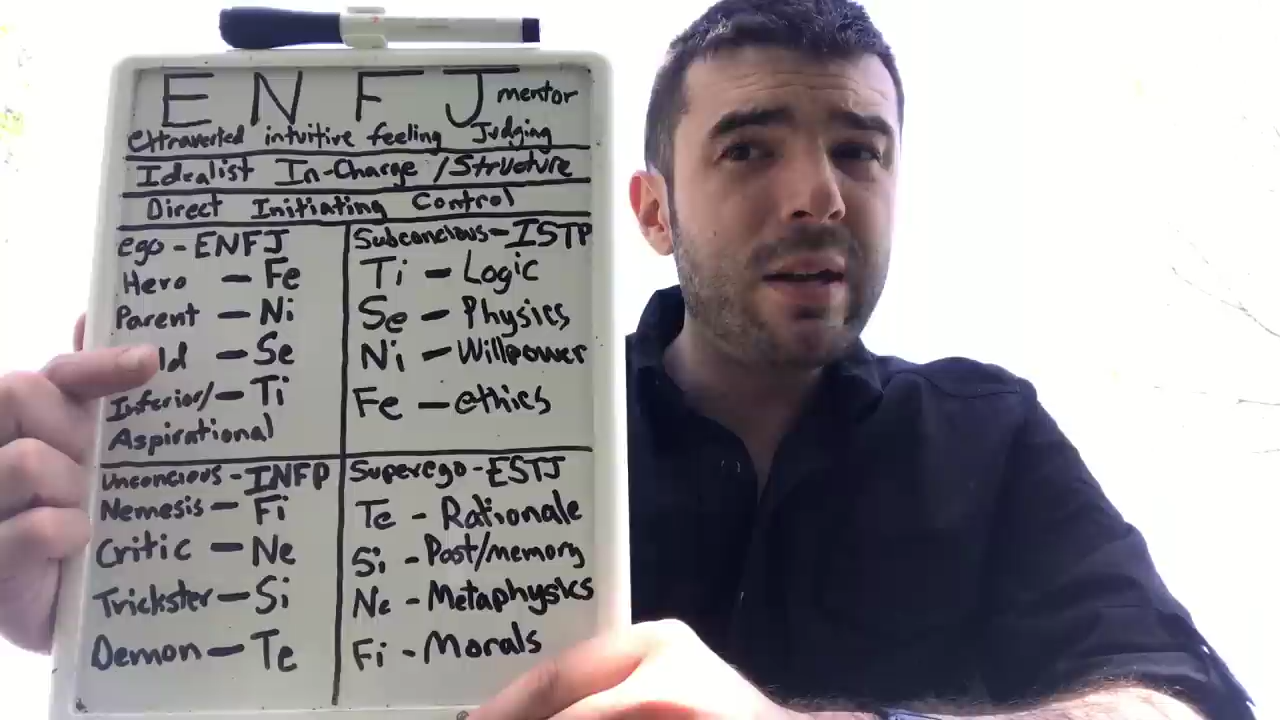 ENFJ mentor
extraverted intuitive feeling Judging
Idealist In-Charge / Structure
Direct Initiating Control
ego - ENFJ
Hero - Fe
Parent - Ni
ld - Se
Inferior/ - Ti
Aspirational
Subconcious - ISTP
Ti - Logic
Se - Physics
Ni - Willpower
Fe - ethics
Unconcious - INFP
Nemesis - Fi
Critic - Ne
Trickster - Si
Demon - Te
Superego - ESTJ
Te - Rationale
Si - Past/memory
Ne - Metaphysics
Fi - Morals